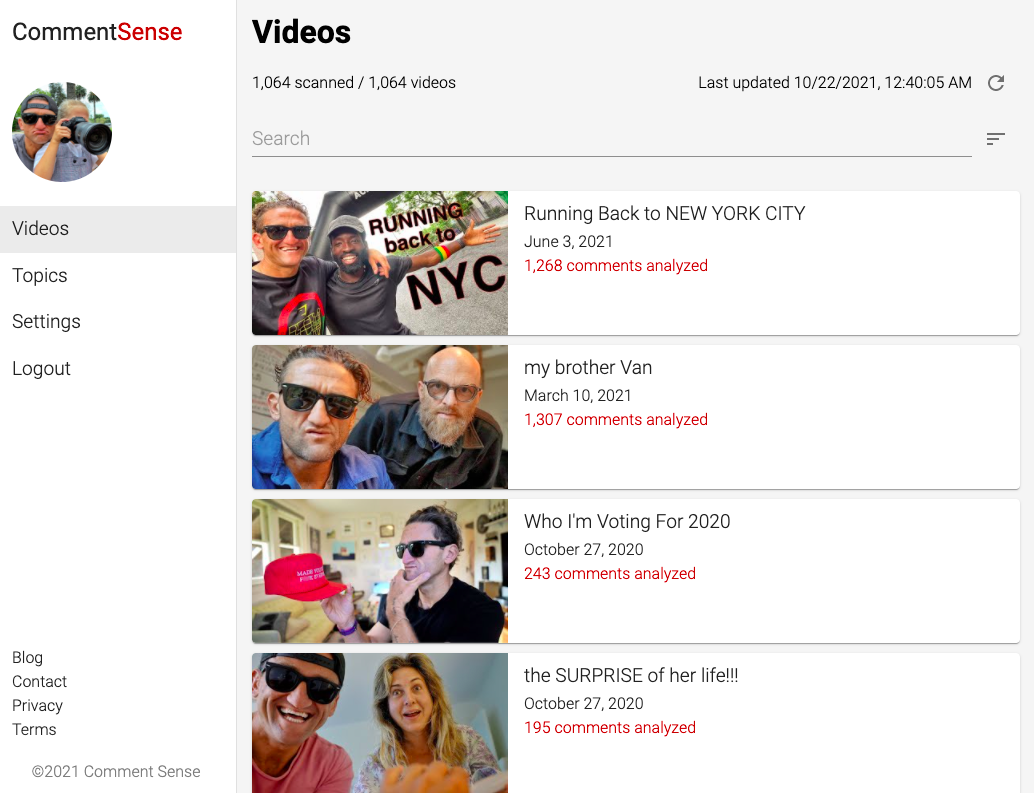 CommentSense
Videos
Topics
Settings
Logout
Blog
Contact
Privacy
Terms
©2021 Comment Sense
Videos
1,064 scanned / 1,064 videos
Last updated 10/22/2021, 12:40:05 AM
Search
RUNNING
back to
NYC
Running Back to NEW YORK CITY
June 3, 2021
1,268 comments analyzed
my brother Van
March 10, 2021
1,307 comments analyzed
Who I'm Voting For 2020
October 27, 2020
243 comments analyzed
the SURPRISE of her life!!!
October 27, 2020
195 comments analyzed